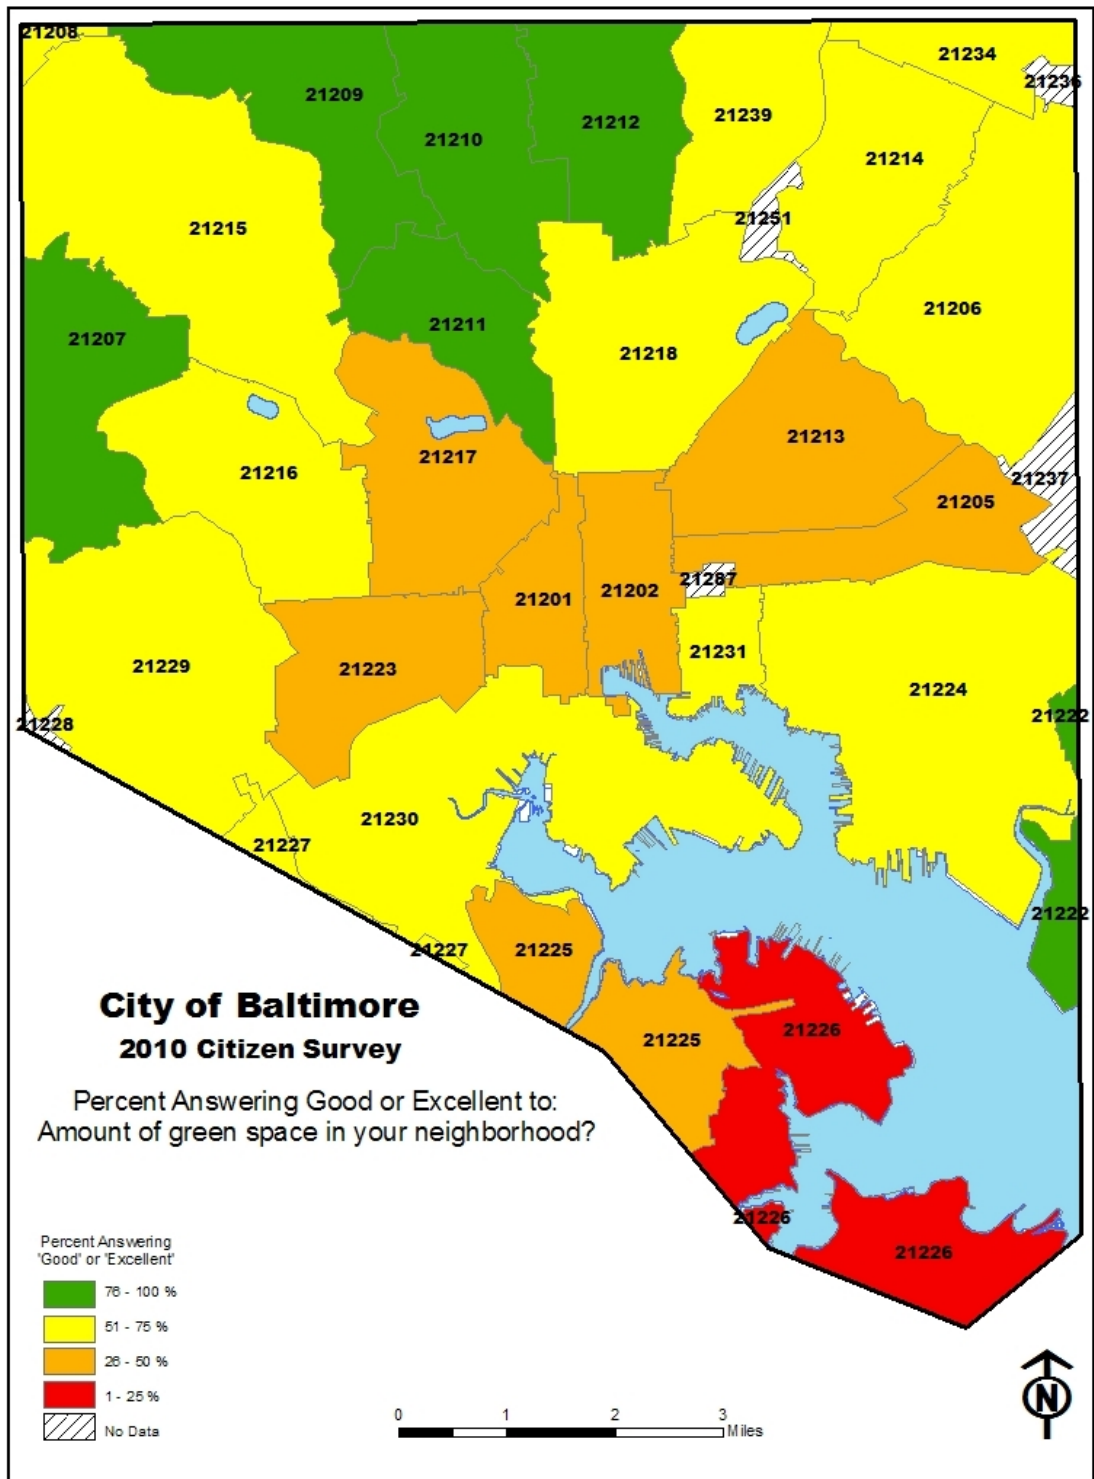 21208
21234
21236
21209
21239
21212
21210
21214
21251
21215
21206
21211
21207
21218
21213
21217
21216
21237
21205
21287
21202
21201
21231
21229
21223
21224
21222
21228
21230
21227
21222
21227
21225
21226
21225
21226
21226
City of Baltimore
2010 Citizen Survey
Percent Answering Good or Excellent to:
Amount of green space in your neighborhood?
Percent Answering
'Good' or 'Excellent'
76 - 100 %
51 - 75 %
26 - 50 %
1 - 25 %
No Data
0 1 2 3
Miles
N